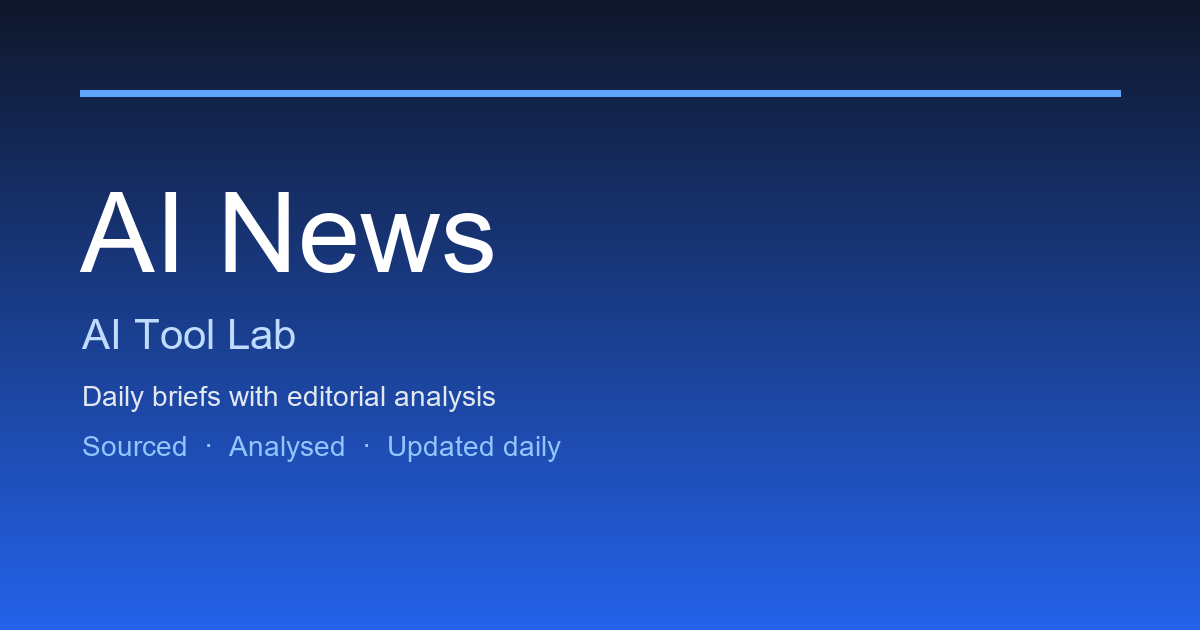 AI News
AI Tool Lab
Daily briefs with editorial analysis
Sourced · Analysed · Updated daily